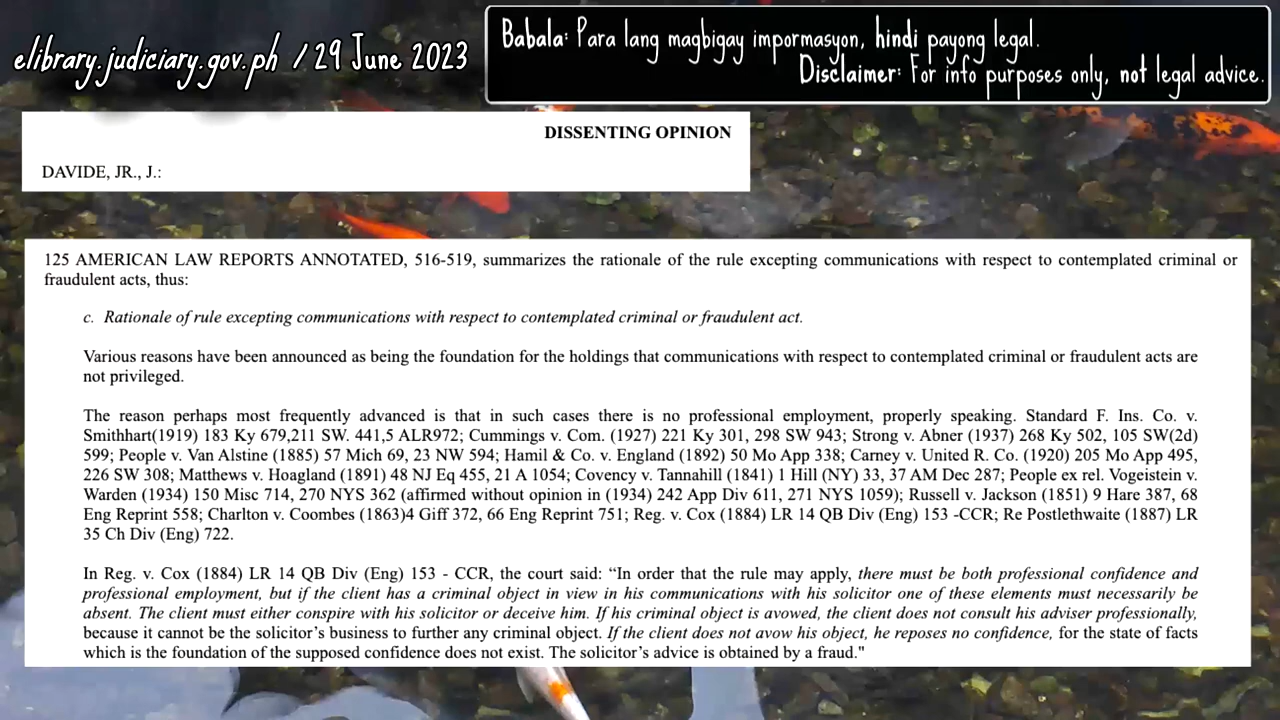 elibrary.judiciary.gov.ph / 29 June 2023
Babala: Para lang magbigay impormasyon, hindi payong legal.
Disclaimer: For info purposes only, not legal advice.
DISSENTING OPINION
DAVIDE, JR., J.:
125 AMERICAN LAW REPORTS ANNOTATED, 516-519, summarizes the rationale of the rule excepting communications with respect to contemplated criminal or
fraudulent acts, thus:
c. Rationale of rule excepting communications with respect to contemplated criminal or fraudulent act.
Various reasons have been announced as being the foundation for the holdings that communications with respect to contemplated criminal or fraudulent acts are
not privileged.
The reason perhaps most frequently advanced is that in such cases there is no professional employment, properly speaking. Standard F. Ins. Co. v.
Smithhart(1919) 183 Ky 679,211 SW. 441,5 ALR972; Cummings v. Com. (1927) 221 Ky 301, 298 SW 943; Strong v. Abner (1937) 268 Ky 502, 105 SW(2d)
599; People v. Van Alstine (1885) 57 Mich 69, 23 NW 594; Hamil & Co. v. England (1892) 50 Mo App 338; Carney v. United R. Co. (1920) 205 Mo App 495,
226 SW 308; Matthews v. Hoagland (1891) 48 NJ Eq 455, 21 A 1054; Covency v. Tannahill (1841) 1 Hill (NY) 33, 37 AM Dec 287; People ex rel. Vogeistein v.
Warden (1934) 150 Misc 714, 270 NYS 362 (affirmed without opinion in (1934) 242 App Div 611, 271 NYS 1059); Russell v. Jackson (1851) 9 Hare 387, 68
Eng Reprint 558; Charlton v. Coombes (1863)4 Giff 372, 66 Eng Reprint 751; Reg. v. Cox (1884) LR 14 QB Div (Eng) 153 -CCR; Re Postlethwaite (1887) LR
35 Ch Div (Eng) 722.
In Reg. v. Cox (1884) LR 14 QB Div (Eng) 153 - CCR, the court said: “In order that the rule may apply, there must be both professional confidence and
professional employment, but if the client has a criminal object in view in his communications with his solicitor one of these elements must necessarily be
absent. The client must either conspire with his solicitor or deceive him. If his criminal object is avowed, the client does not consult his adviser professionally,
because it cannot be the solicitor’s business to further any criminal object. If the client does not avow his object, he reposes no confidence, for the state of facts
which is the foundation of the supposed confidence does not exist. The solicitor’s advice is obtained by a fraud."